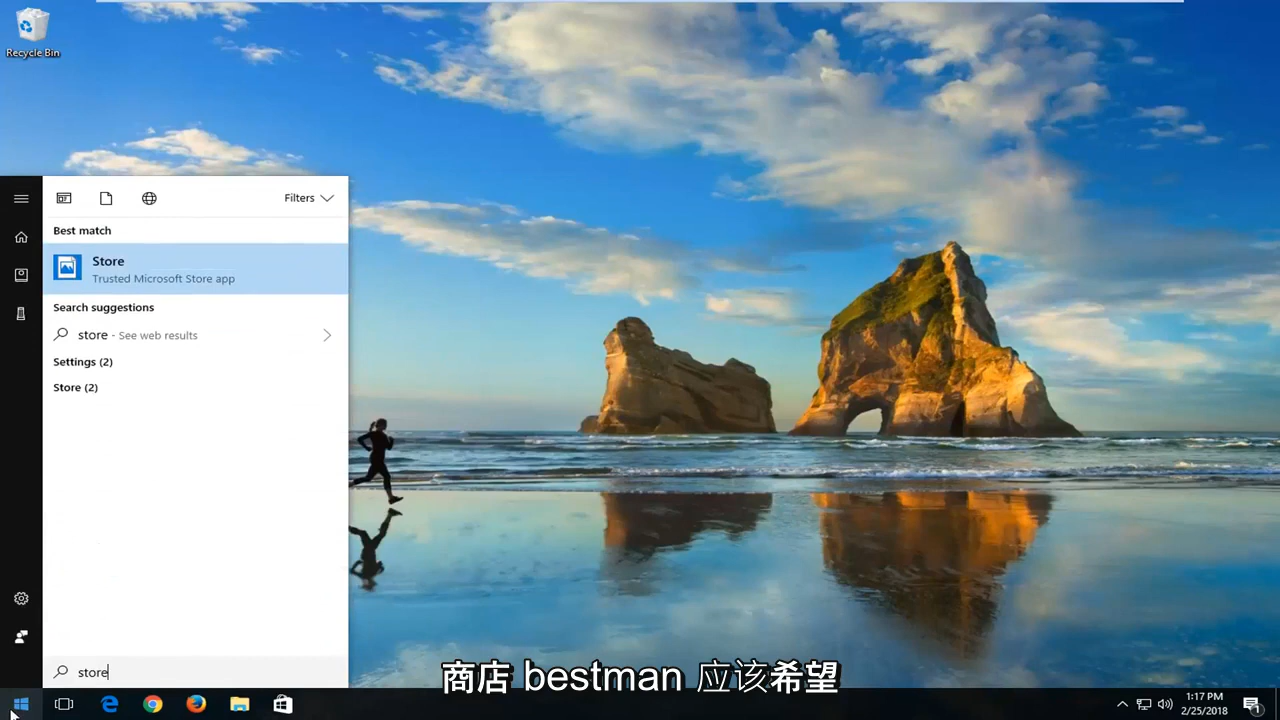 Recycle Bin
Filters
Best match
Store
Trusted Microsoft Store app
Search suggestions
store - See web results
Settings (2)
Store (2)
store
商店 bestman 应该希望
1:17 PM
2/25/2018
1